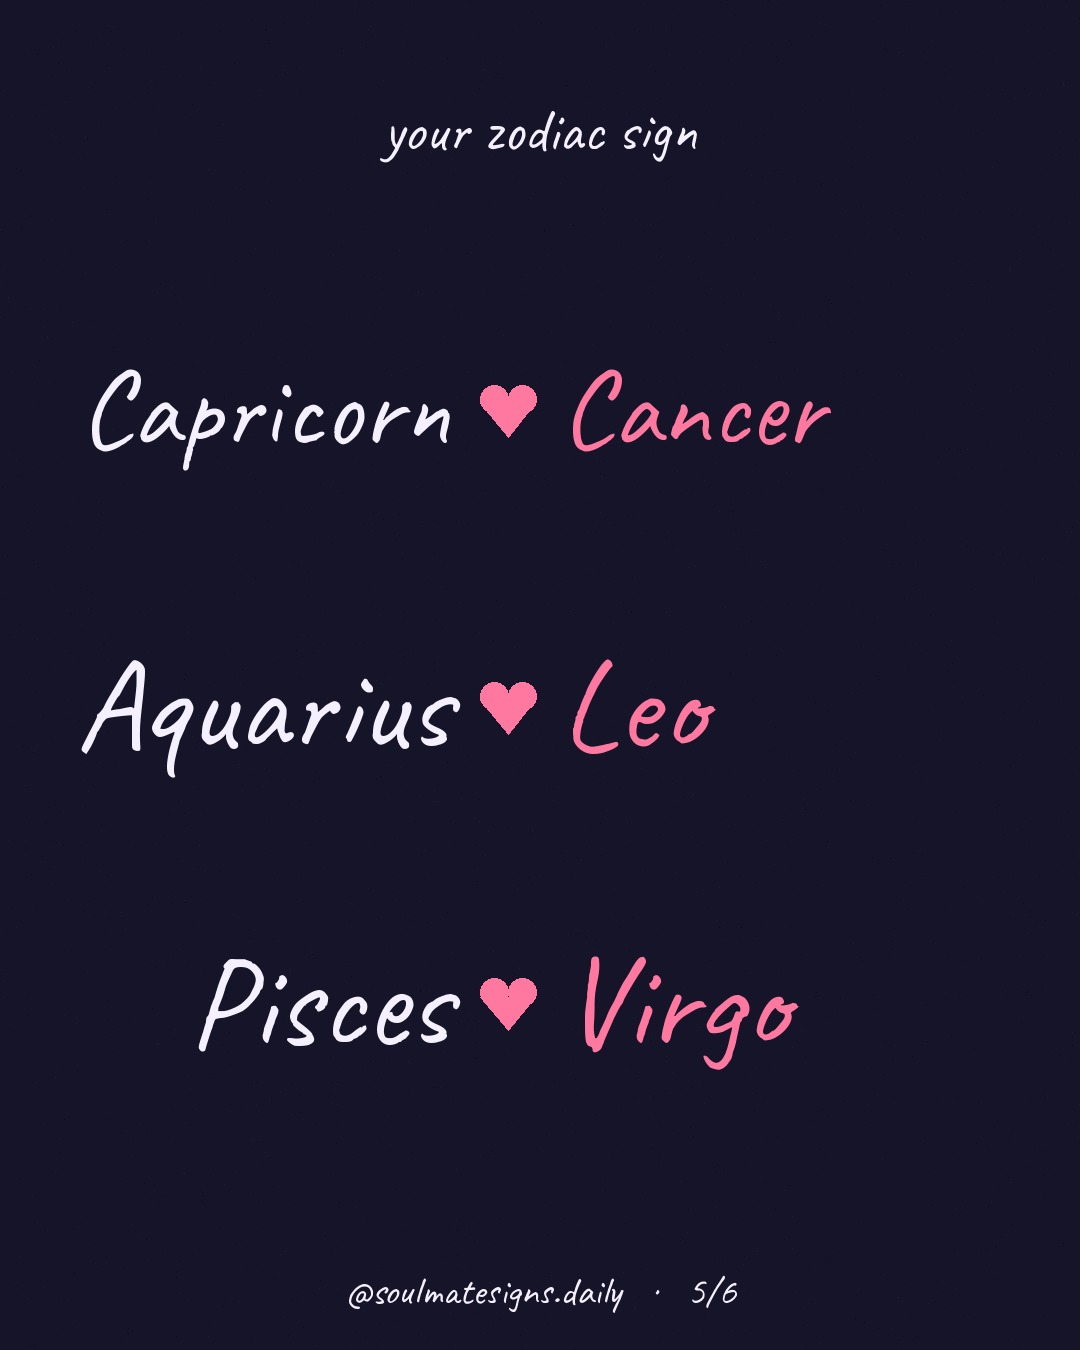 your zodiac sign
Capricorn ♥ Cancer
Aquarius ♥ Leo
Pisces ♥ Virgo
@soulmatesigns.daily · 5/6